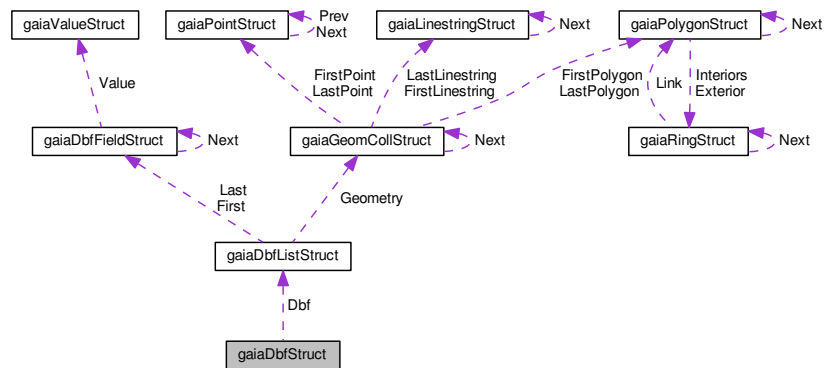 gaiaValueStruct
gaiaPointStruct
Prev
Next
gaiaLinestringStruct
Next
gaiaPolygonStruct
Next
Value
FirstPoint
LastPoint
LastLinestring
FirstLinestring
FirstPolygon
LastPolygon
Link
Interiors
Exterior
gaiaDbfFieldStruct
Next
gaiaGeomCollStruct
Next
gaiaRingStruct
Next
Last
First
Geometry
gaiaDbfListStruct
Dbf
gaiaDbfStruct